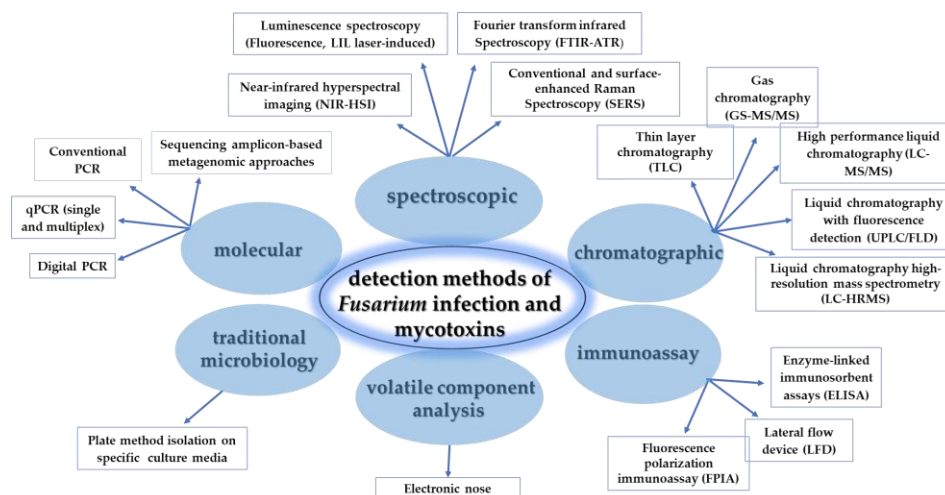 Luminescence spectroscopy
(Fluorescence, LIL laser-induced)
Fourier transform infrared
Spectroscopy (FTIR-ATR)
Near-infrared hyperspectral
imaging (NIR-HSI)
Conventional and surface-
enhanced Raman
Spectroscopy (SERS)
Gas
chromatography
(GS-MS/MS)
Thin layer
chromatography
(TLC)
High performance liquid
chromatography (LC-
MS/MS)
Conventional
PCR
Sequencing amplicon-based
metagenomic approaches
qPCR (single
and multiplex)
Digital PCR
Liquid chromatography
with fluorescence
detection (UPLC/FLD)
Liquid chromatography high-
resolution mass spectrometry
(LC-HRMS)
spectroscopic
molecular
chromatographic
detection methods of
Fusarium infection and
mycotoxins
traditional
microbiology
volatile component
analysis
immunoassay
Plate method isolation on
specific culture media
Electronic nose
Enzyme-linked
immunosorbent
assays (ELISA)
Lateral flow
device (LFD)
Fluorescence
polarization
immunoassay (FPIA)